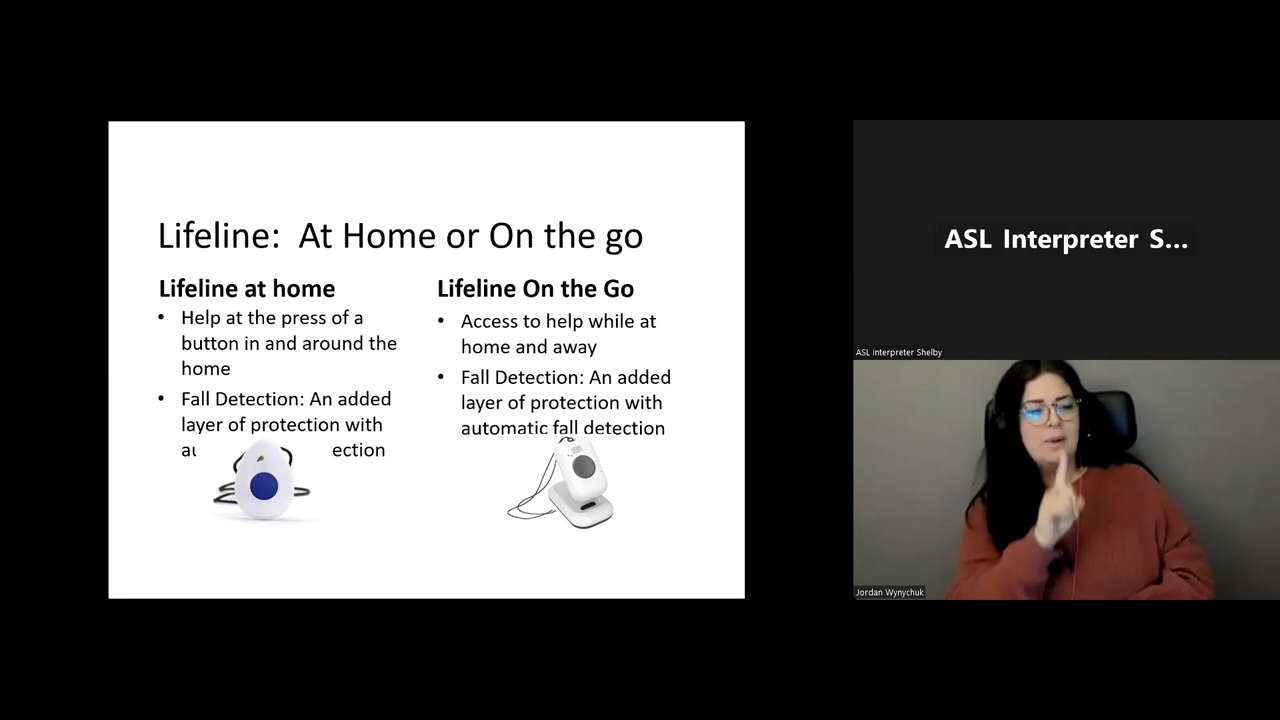 Lifeline: At Home or On the go
Lifeline at home
• Help at the press of a
button in and around the
home
• Fall Detection: An added
layer of protection with
ection
Lifeline On the Go
• Access to help while at
home and away
• Fall Detection: An added
layer of protection with
automatic fall detection
ASL Interpreter S...
ASL Interpreter Shelby
Jordan Wynychuk